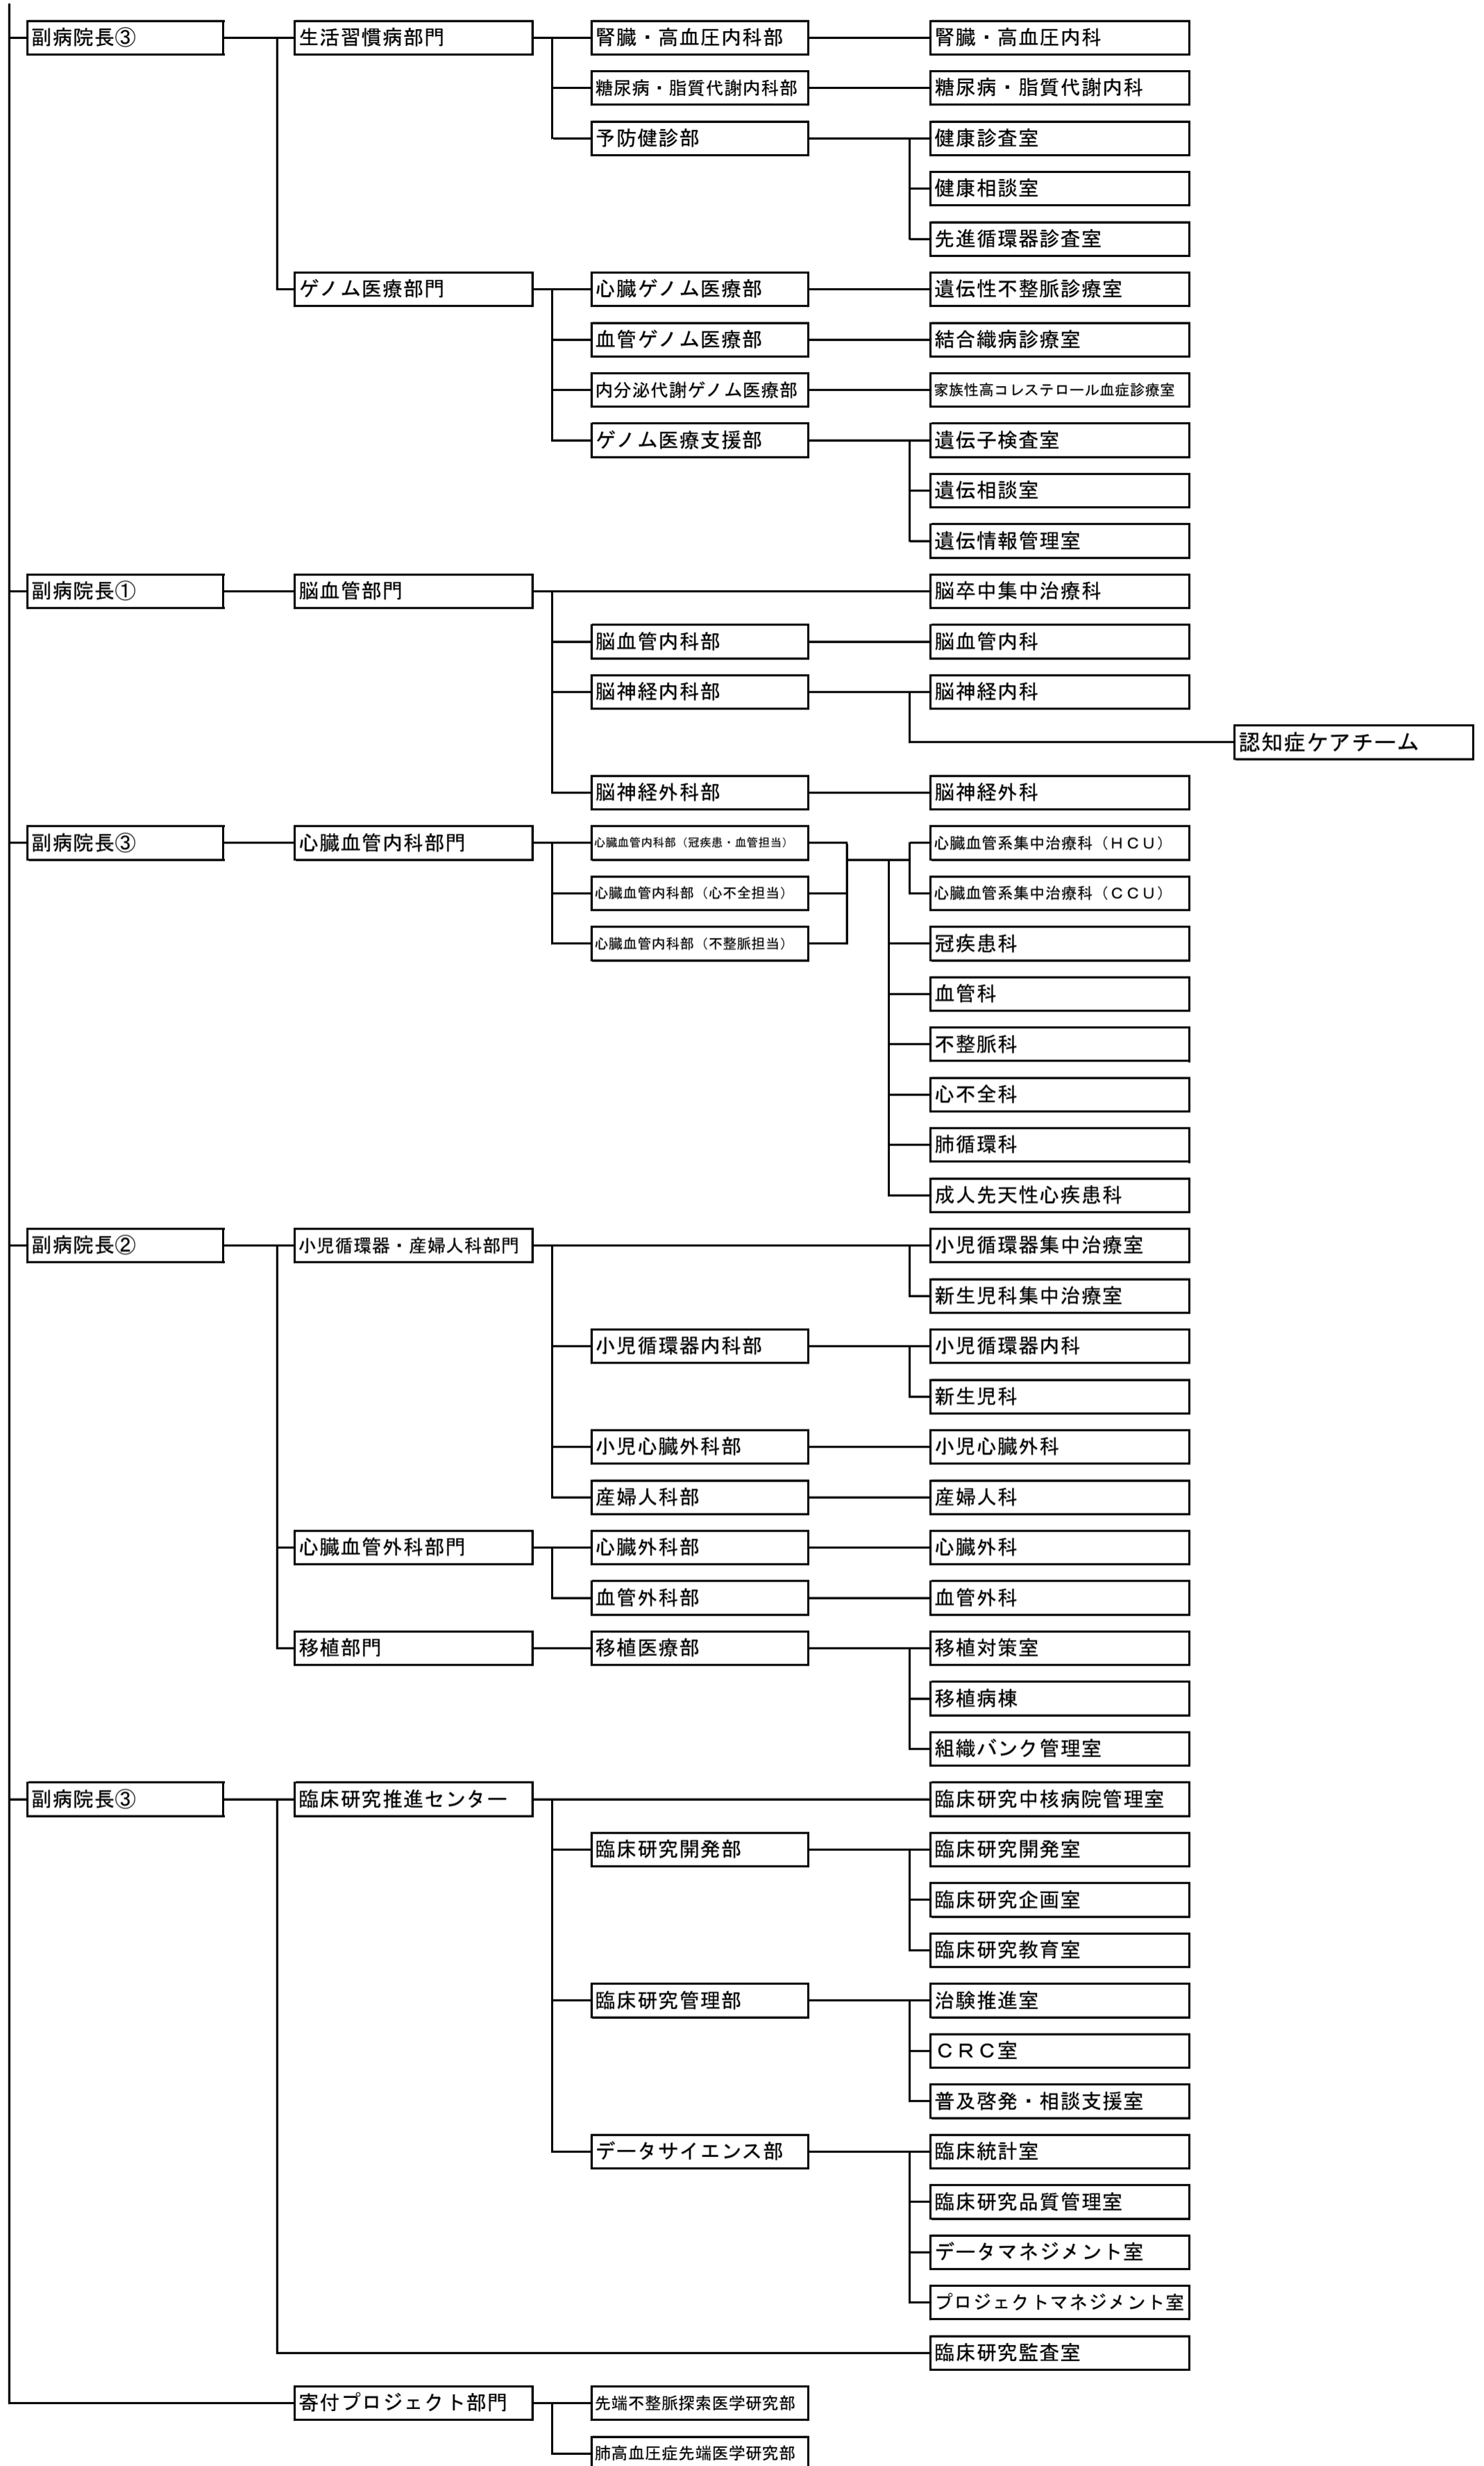 副病院長③
生活習慣病部門
腎臓・高血圧内科部
腎臓・高血圧内科
糖尿病・脂質代謝内科部
糖尿病・脂質代謝内科
予防健診部
健康診査室
健康相談室
先進循環器診査室
ゲノム医療部門
心臓ゲノム医療部
遺伝性不整脈診療室
血管ゲノム医療部
結合織病診療室
内分泌代謝ゲノム医療部
家族性高コレステロール血症診療室
ゲノム医療支援部
遺伝子検査室
遺伝相談室
遺伝情報管理室
副病院長①
脳血管部門
脳卒中集中治療科
脳血管内科部
脳血管内科
脳神経内科部
脳神経内科
認知症ケアチーム
脳神経外科部
脳神経外科
副病院長③
心臓血管内科部門
心臓血管内科部（冠疾患・血管担当）
心臓血管系集中治療科（ＨＣＵ）
心臓血管内科部（心不全担当）
心臓血管系集中治療科（ＣＣＵ）
心臓血管内科部（不整脈担当）
冠疾患科
血管科
不整脈科
心不全科
肺循環科
成人先天性心疾患科
副病院長②
小児循環器・産婦人科部門
小児循環器集中治療室
新生児科集中治療室
小児循環器内科部
小児循環器内科
新生児科
小児心臓外科部
小児心臓外科
産婦人科部
産婦人科
心臓血管外科部門
心臓外科部
心臓外科
血管外科部
血管外科
移植部門
移植医療部
移植対策室
移植病棟
組織バンク管理室
副病院長③
臨床研究推進センター
臨床研究中核病院管理室
臨床研究開発部
臨床研究開発室
臨床研究企画室
臨床研究教育室
臨床研究管理部
治験推進室
ＣＲＣ室
普及啓発・相談支援室
データサイエンス部
臨床統計室
臨床研究品質管理室
データマネジメント室
プロジェクトマネジメント室
臨床研究監査室
寄付プロジェクト部門
先端不整脈探索医学研究部
肺高血圧症先端医学研究部